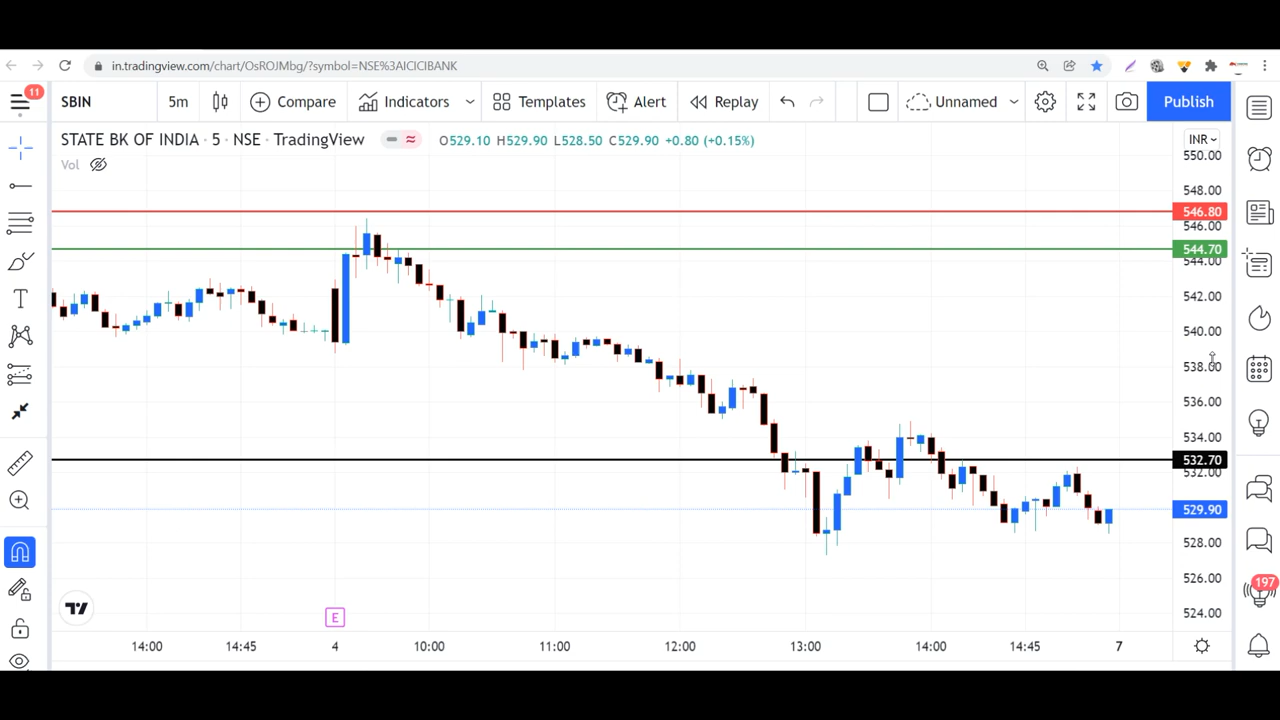 in.tradingview.com/chart/OsROJMbg/?symbol=NSE%3AICICIBANK
11
SBIN 5m Compare Indicators Templates Alert Replay Unnamed Publish
STATE BK OF INDIA · 5 · NSE · TradingView O529.10 H529.90 L528.50 C529.90 +0.80 (+0.15%)
INR
Vol
550.00
548.00
546.80
546.00
544.70
544.00
542.00
540.00
538.00
536.00
534.00
532.70
532.00
529.90
528.00
526.00
197
524.00
E
14:00 14:45 4 10:00 11:00 12:00 13:00 14:00 14:45 7